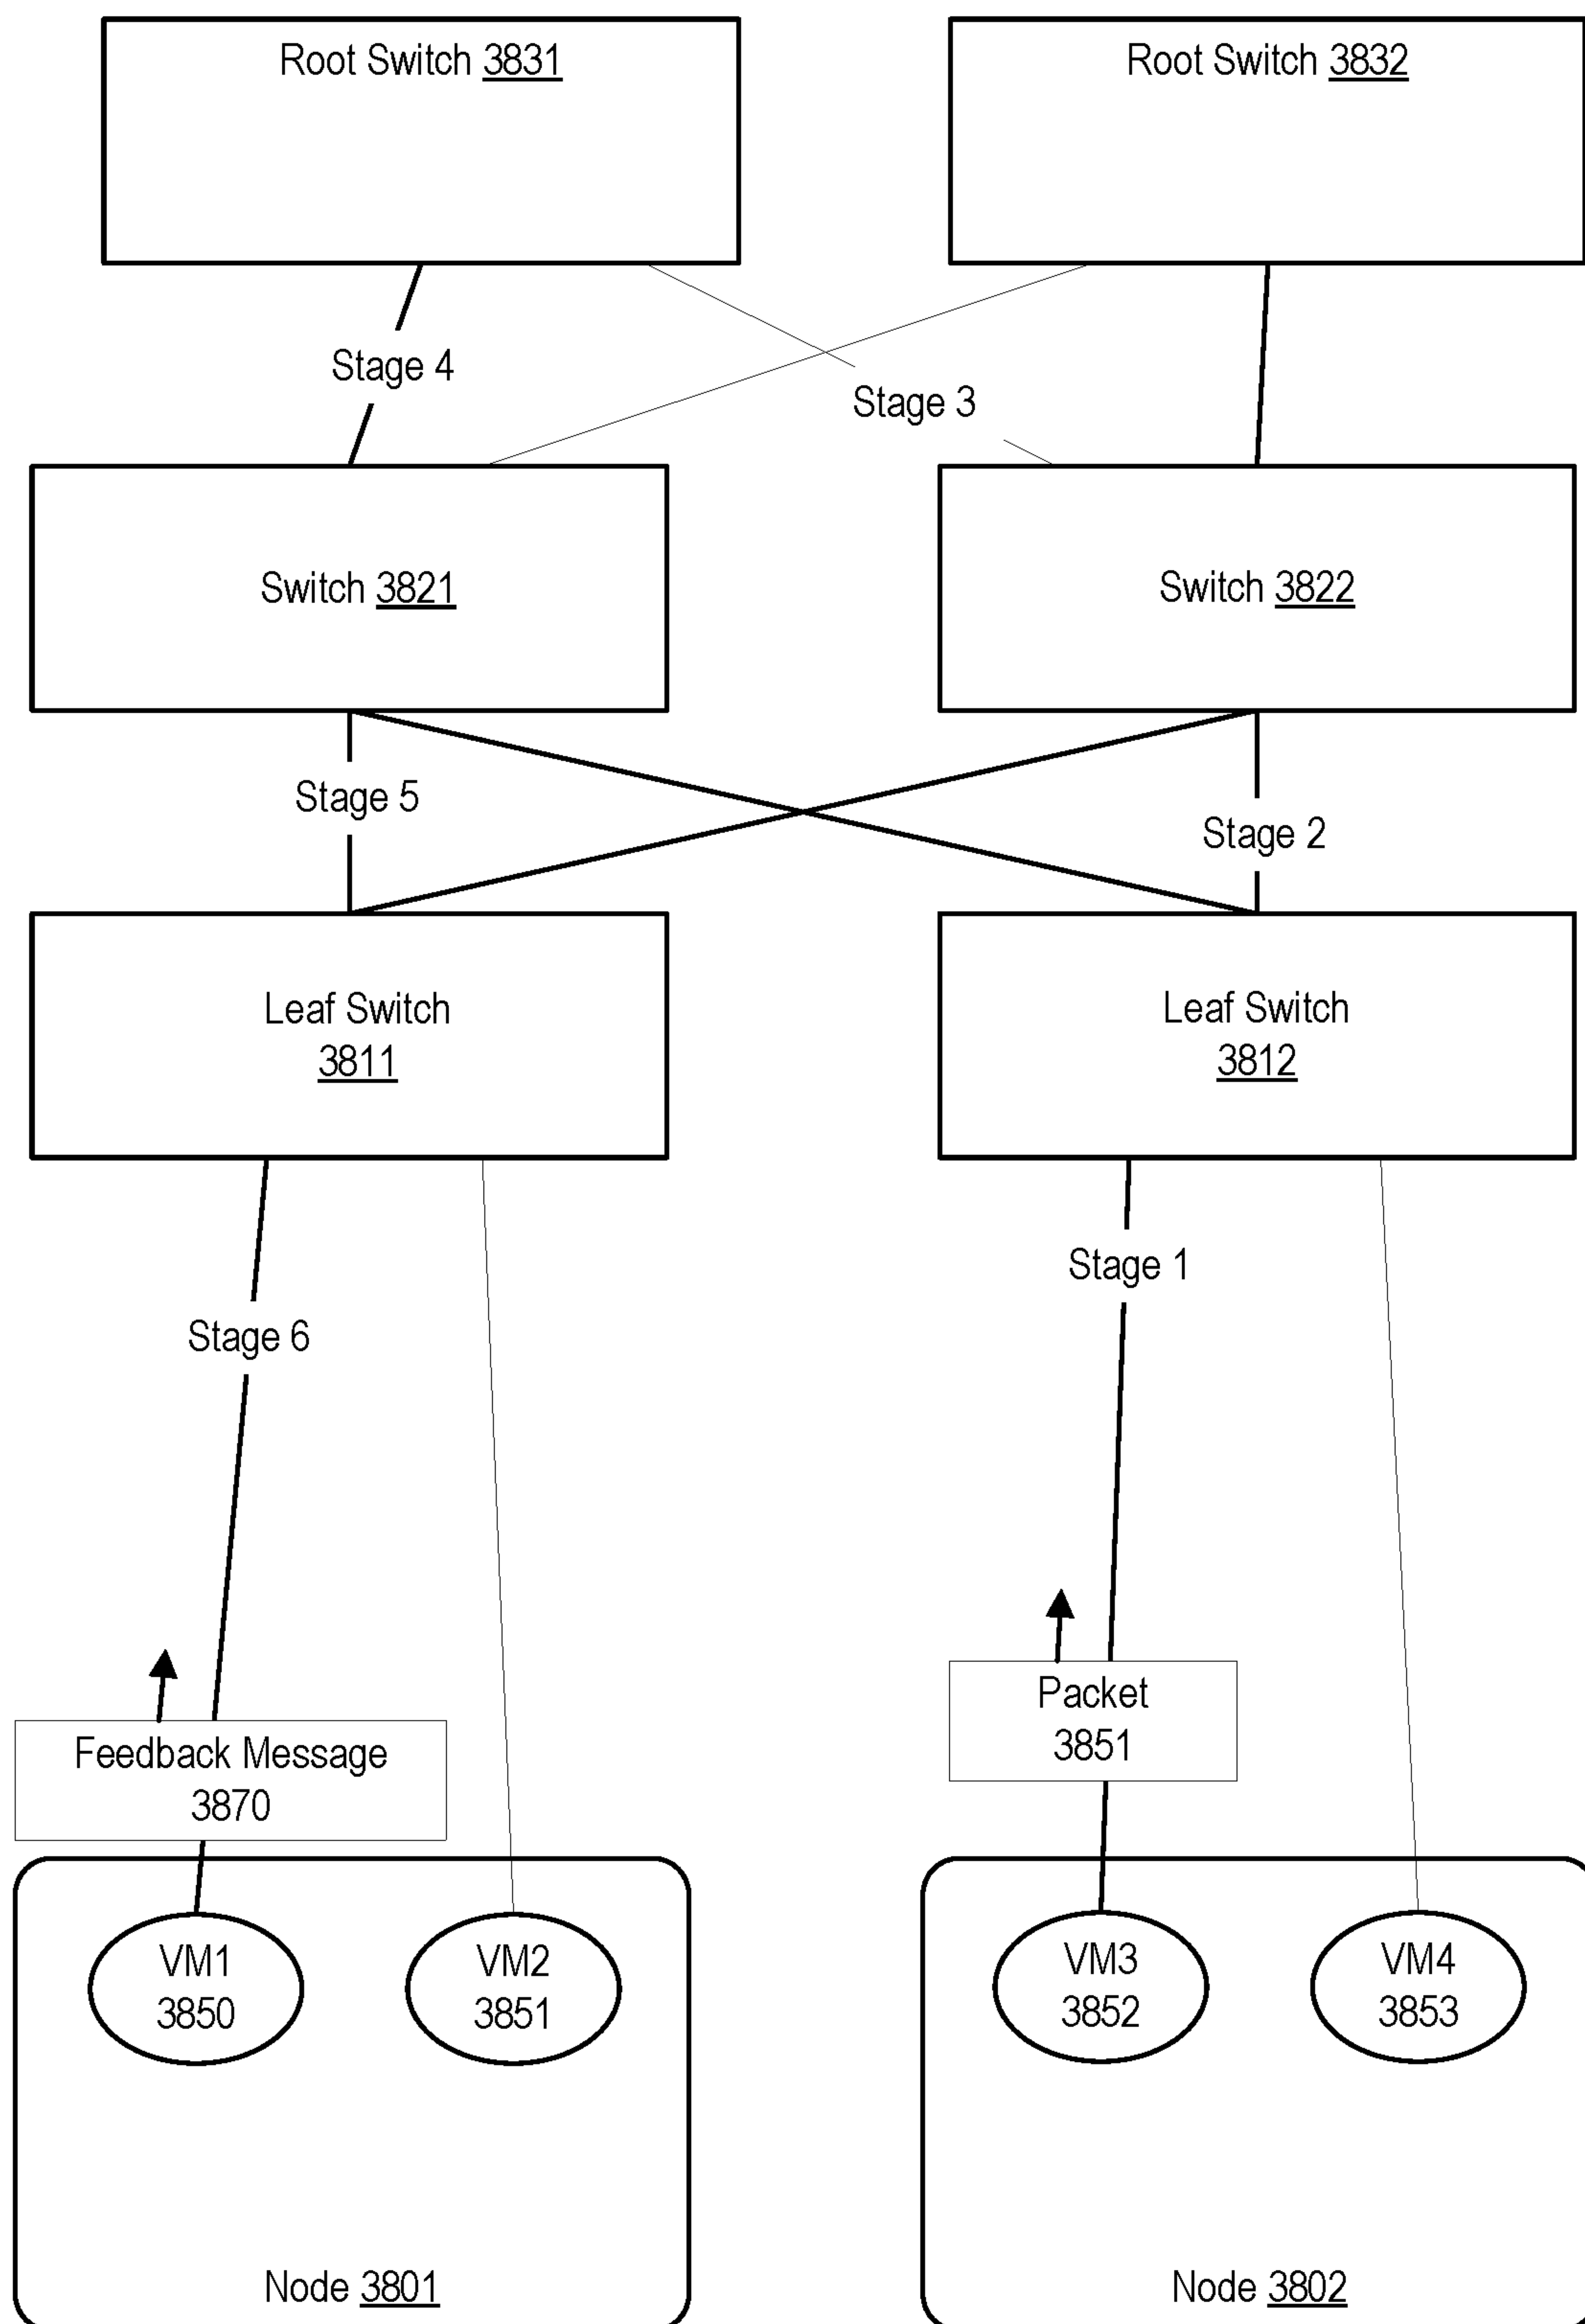 Root Switch 3831
Root Switch 3832
Stage 4
Stage 3
Switch 3821
Switch 3822
Stage 5
Stage 2
Leaf Switch
3811
Leaf Switch
3812
Stage 1
Stage 6
Packet
3851
Feedback Message
3870
VM1
3850
VM2
3851
VM3
3852
VM4
3853
Node 3801
Node 3802